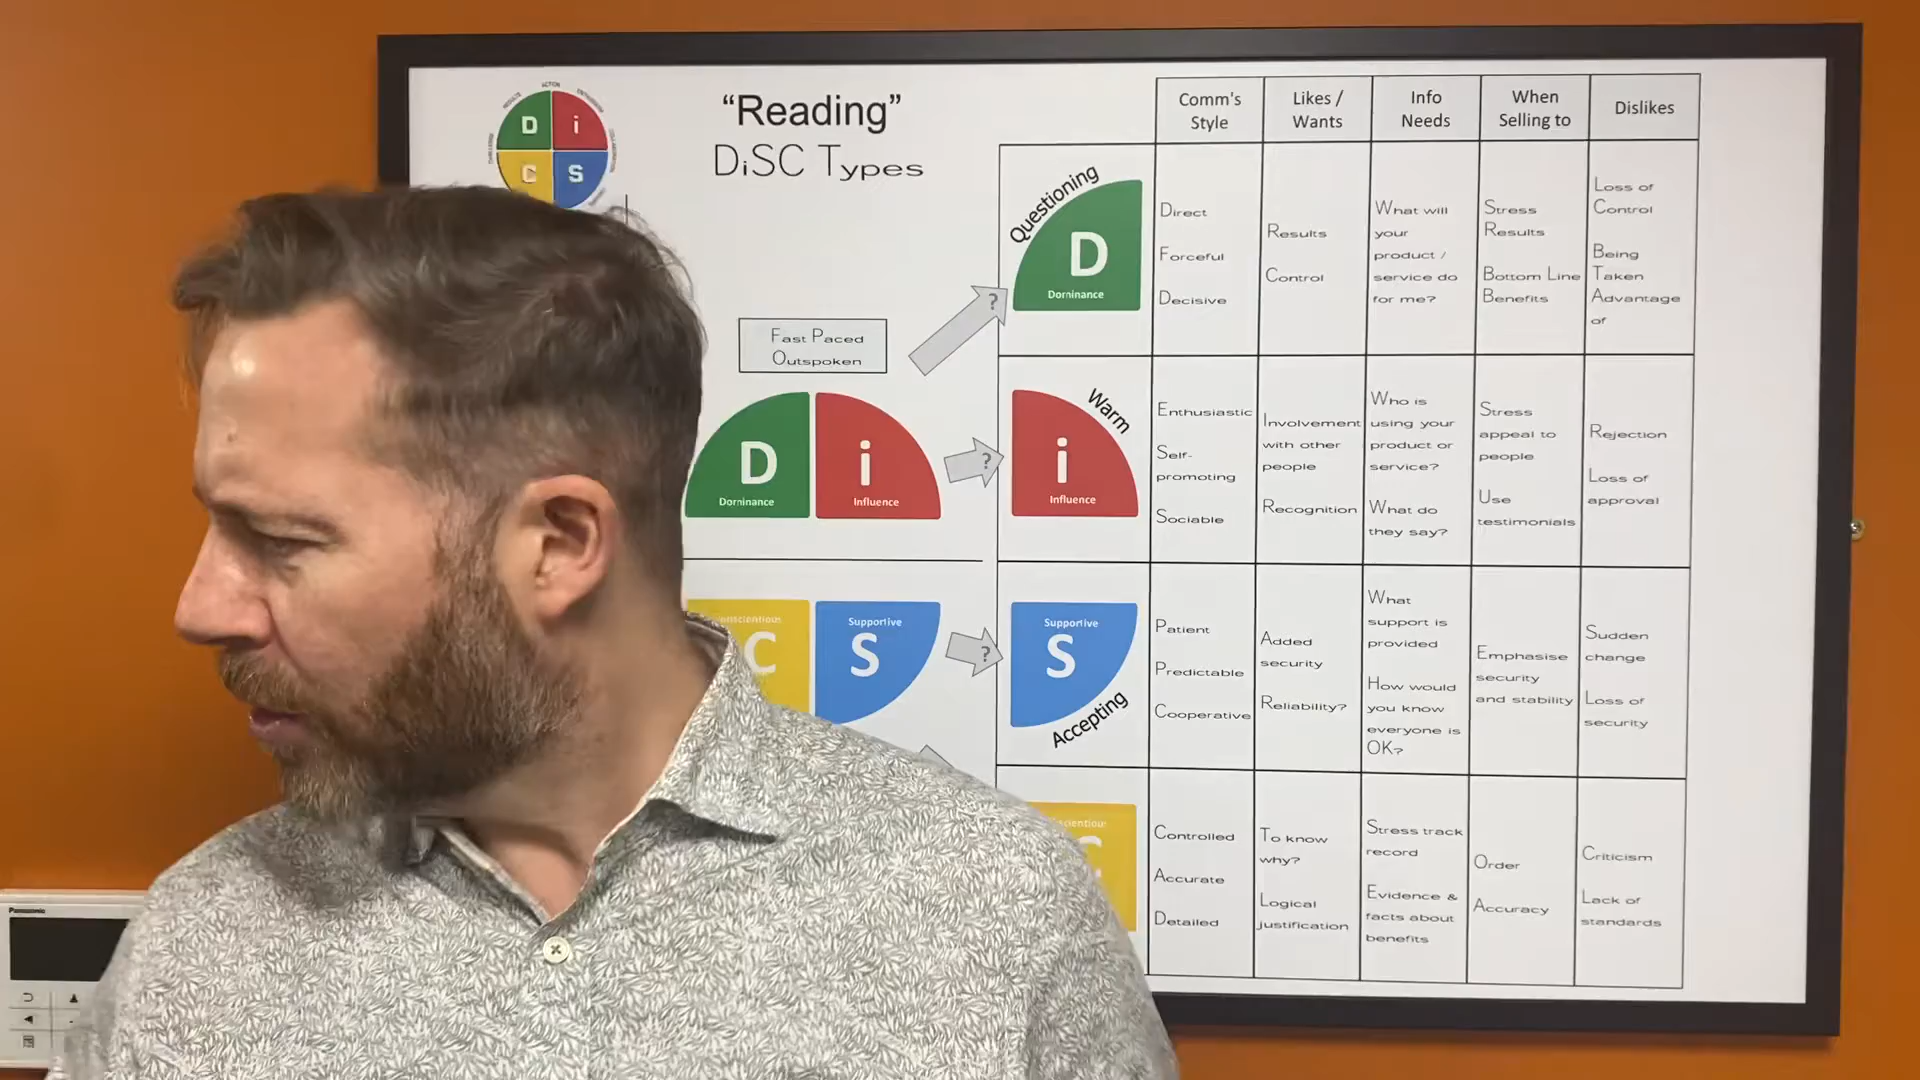 RESULTS
ACTION
D
i
C
S
"Reading"
DiSC Types
Fast Paced
Outspoken
?
D
Dominance
i
Influence
?
C
Supportive
S
?
Comm's
Style
Likes /
Wants
Info
Needs
When
Selling to
Dislikes
Questioning
D
Dominance
Direct
Forceful
Decisive
Results
Control
What will
your
product /
service do
for me?
Stress
Results
Bottom Line
Benefits
Loss of
Control
Being
Taken
Advantage
of
Warm
i
Influence
Enthusiastic
Self-
promoting
Sociable
Involvement
with other
people
Recognition
Who is
using your
product or
service?
What do
they say?
Stress
appeal to
people
Use
testimonials
Rejection
Loss of
approval
Supportive
S
Accepting
Patient
Predictable
Cooperative
Added
security
Reliability?
What
support is
provided
How would
you know
everyone is
OK?
Emphasise
security
and stability
Sudden
change
Loss of
security
Controlled
Accurate
Detailed
To know
why?
Logical
justification
Stress track
record
Evidence &
facts about
benefits
Order
Accuracy
Criticism
Lack of
standards
Panasonic